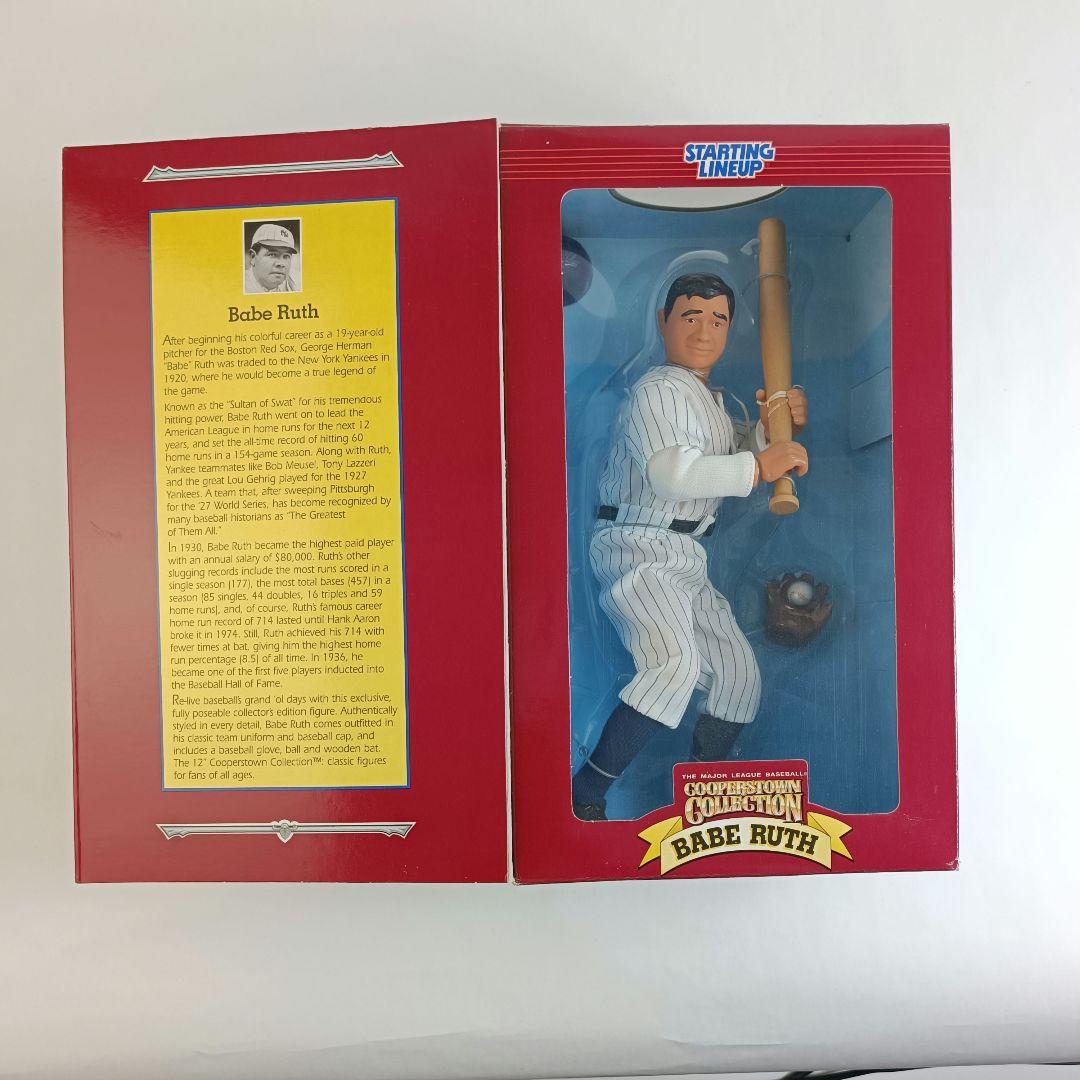 Babe Ruth
After beginning his colorful career as a 19-year-old
pitcher for the Boston Red Sox, George Herman
"Babe" Ruth was traded to the New York Yankees in
1920, where he would become a true legend of
the game.
Known as the "Sultan of Swat" for his tremendous
hitting power, Babe Ruth went on to lead the
American League in home runs for the next 12
years, and set the all-time record of hitting 60
home runs in a 154-game season. Along with Ruth,
Yankee teammates like Bob Meusel, Tony Lazzeri
and the great Lou Gehrig played for the 1927
Yankees. A team that, after sweeping Pittsburgh
for the '27 World Series, has become recognized by
many baseball historians as "The Greatest
of Them All."
In 1930, Babe Ruth became the highest paid player
with an annual salary of $80,000. Ruth's other
slugging records include the most runs scored in a
single season (177), the most total bases (457) in a
season (85 singles, 44 doubles, 16 triples and 59
home runs), and, of course, Ruth's famous career
home run record of 714 lasted until Hank Aaron
broke it in 1974. Still, Ruth achieved his 714 with
fewer times at bat, giving him the highest home
run percentage (8.5) of all time. In 1936, he
became one of the first five players inducted into
the Baseball Hall of Fame.
Re-live baseball's grand 'ol days with this exclusive,
fully poseable collector's edition figure. Authentically
styled in every detail, Babe Ruth comes outfitted in
his classic team uniform and baseball cap, and
includes a baseball glove, ball and wooden bat.
The 12" Cooperstown Collection™: classic figures
for fans of all ages.
STARTING
LINEUP
THE MAJOR LEAGUE BASEBALL®
COOPERSTOWN
COLLECTION
BABE RUTH